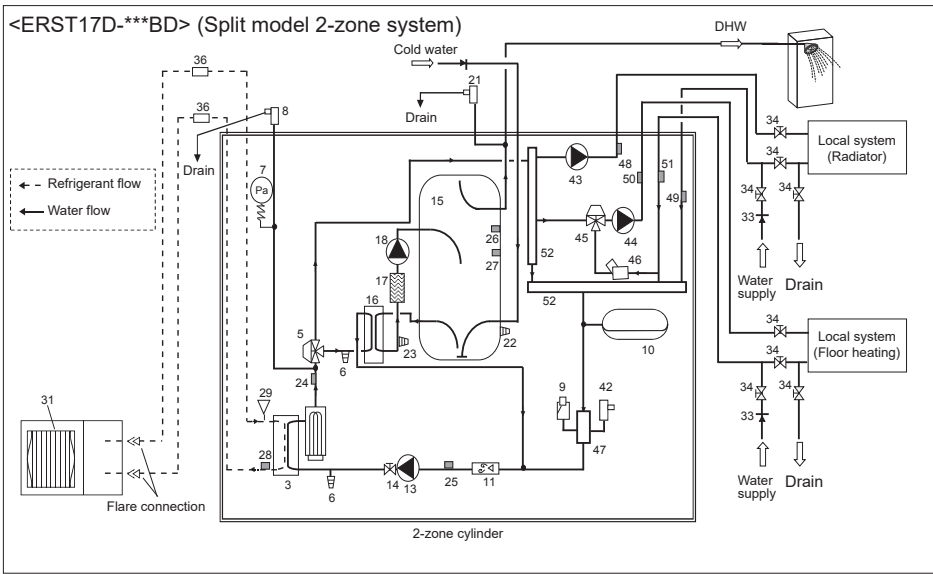 <ERST17D-***BD> (Split model 2-zone system)
DHW
Cold water
36
21
36
8
Drain
34
Local system
(Radiator)
Drain
7
Pa
43
48
50
51
34
Refrigerant flow
Water flow
15
49
34
34
18
26
45
44
33
27
52
46
17
Water
supply
Drain
16
52
5
34
Local system
(Floor heating)
6
23
22
10
34
24
9
42
34
34
29
31
33
47
28
25
3
6
14
13
11
Water
supply
Drain
Flare connection
2-zone cylinder